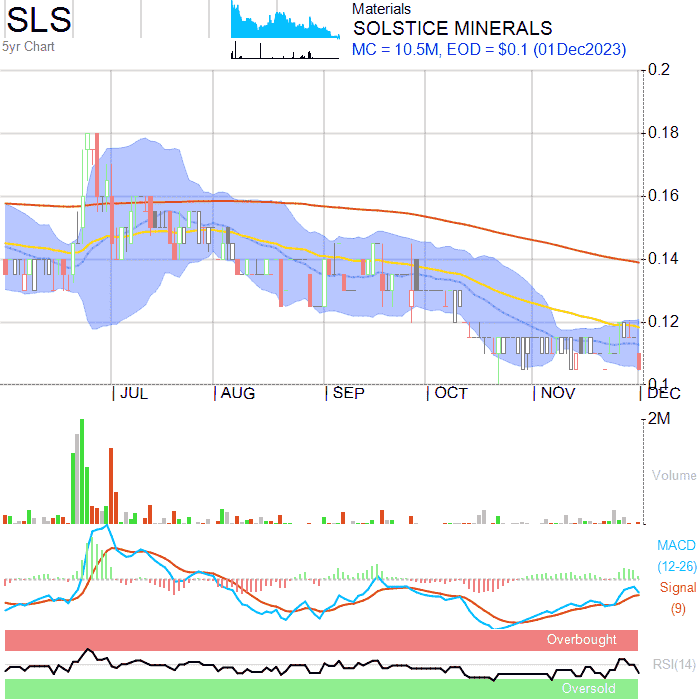 SLS
5yr Chart
Materials
SOLSTICE MINERALS
MC = 10.5M, EOD = $0.1 (01Dec2023)
0.2
0.18
0.16
0.14
0.12
0.1
JUL
AUG
SEP
OCT
NOV
DEC
2M
Volume
MACD
(12-26)
Signal
(9)
Overbought
RSI(14)
Oversold